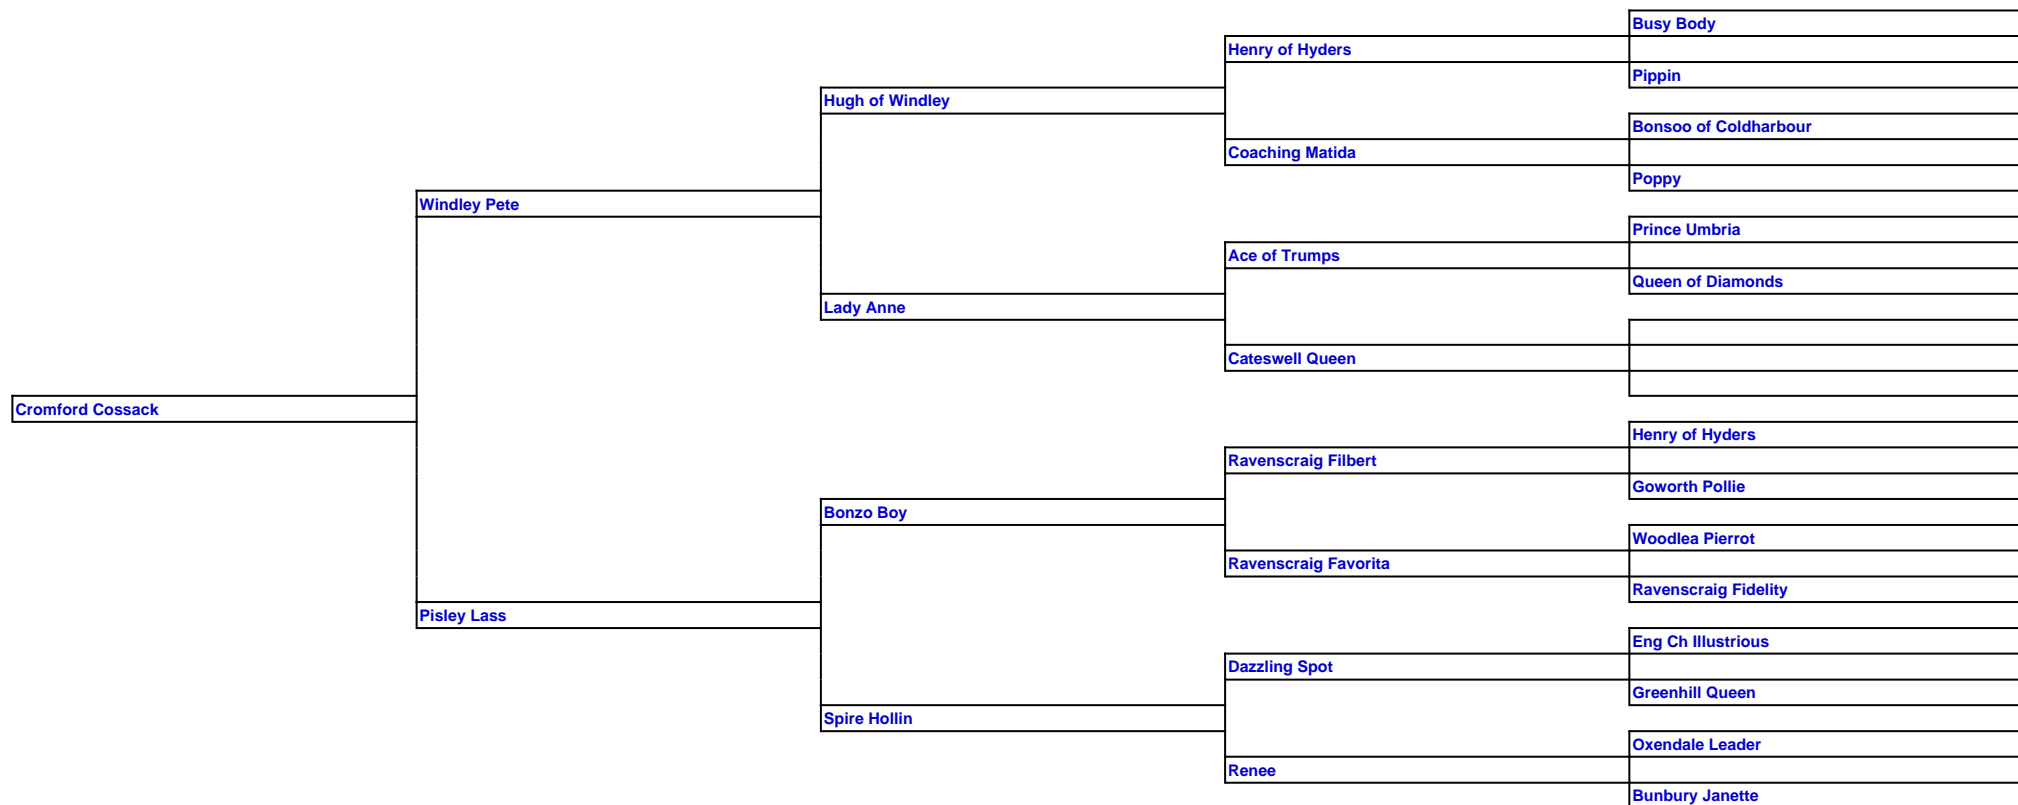 Busy Body
Henry of Hyders
Pippin
Hugh of Windley
Bonsoo of Coldharbour
Coaching Matida
Poppy
Windley Pete
Prince Umbria
Ace of Trumps
Queen of Diamonds
Lady Anne
Cateswell Queen
Cromford Cossack
Henry of Hyders
Ravenscraig Filbert
Goworth Pollie
Bonzo Boy
Woodlea Pierrot
Ravenscraig Favorita
Ravenscraig Fidelity
Pisley Lass
Eng Ch Illustrious
Dazzling Spot
Greenhill Queen
Spire Hollin
Oxendale Leader
Renee
Bunbury Janette